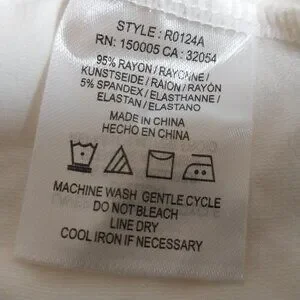 STYLE : R0124A
RN: 150005 CA : 32054
95% RAYON / RAYONNE /
KUNSTSEIDE / RAION / RAYÓN
5% SPANDEX / ELASTHANNE /
ELASTAN / ELASTANO
MADE IN CHINA
HECHO EN CHINA
MACHINE WASH GENTLE CYCLE
DO NOT BLEACH
LINE DRY
COOL IRON IF NECESSARY